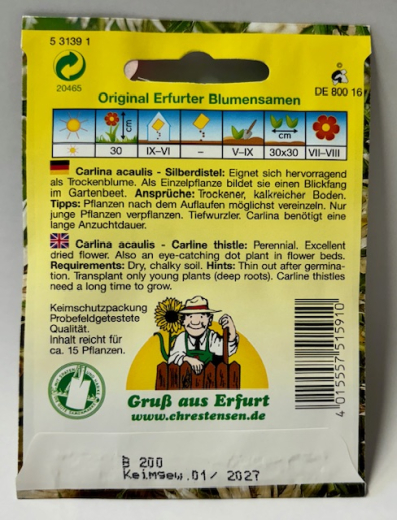 5 3139 1
20465
DE 800 16
Original Erfurter Blumensamen
cm
cm
30
IX–VI
–
V–IX
30x30
VII–VIII
Carlina acaulis - Silberdistel: Eignet sich hervorragend
als Trockenblume. Als Einzelpflanze bildet sie einen Blickfang
im Gartenbeet. Ansprüche: Trockener, kalkreicher Boden.
Tipps: Pflanzen nach dem Auflaufen möglichst vereinzeln. Nur
junge Pflanzen verpflanzen. Tiefwurzler. Carlina benötigt eine
lange Anzuchtdauer.
Carlina acaulis - Carline thistle: Perennial. Excellent
dried flower. Also an eye-catching dot plant in flower beds.
Requirements: Dry, chalky soil. Hints: Thin out after germina-
tion. Transplant only young plants (deep roots). Carline thistles
need a long time to grow.
Keimschutzpackung
Probefeldgetestete
Qualität.
Inhalt reicht für
ca. 15 Pflanzen.
Gruß aus Erfurt
www.chrestensen.de
4 015557 515910
B 200
Keimgew.01/ 2027